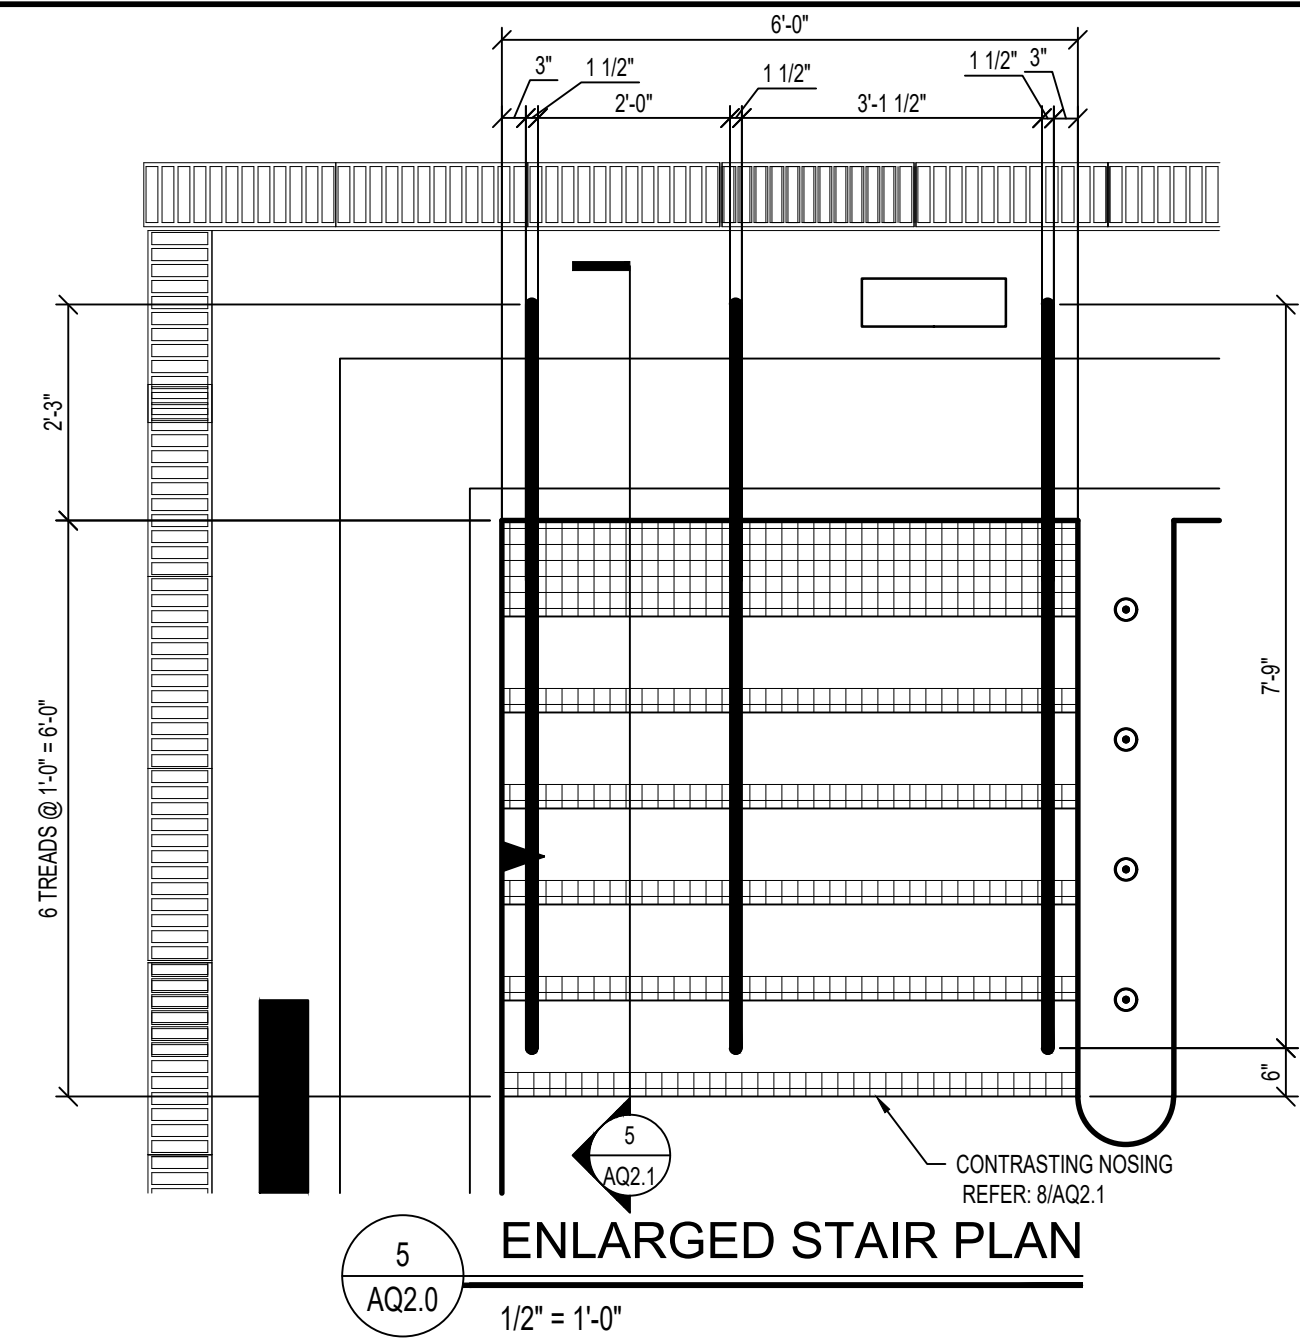 6'-0"
3"
1 1/2"
1 1/2"
1 1/2"
3"
2'-0"
3'-1 1/2"
2'-3"
6 TREADS @ 1'-0" = 6'-0"
7'-9"
6"
5
AQ2.1
CONTRASTING NOSING
REFER: 8/AQ2.1
5
AQ2.0
ENLARGED STAIR PLAN
1/2" = 1'-0"